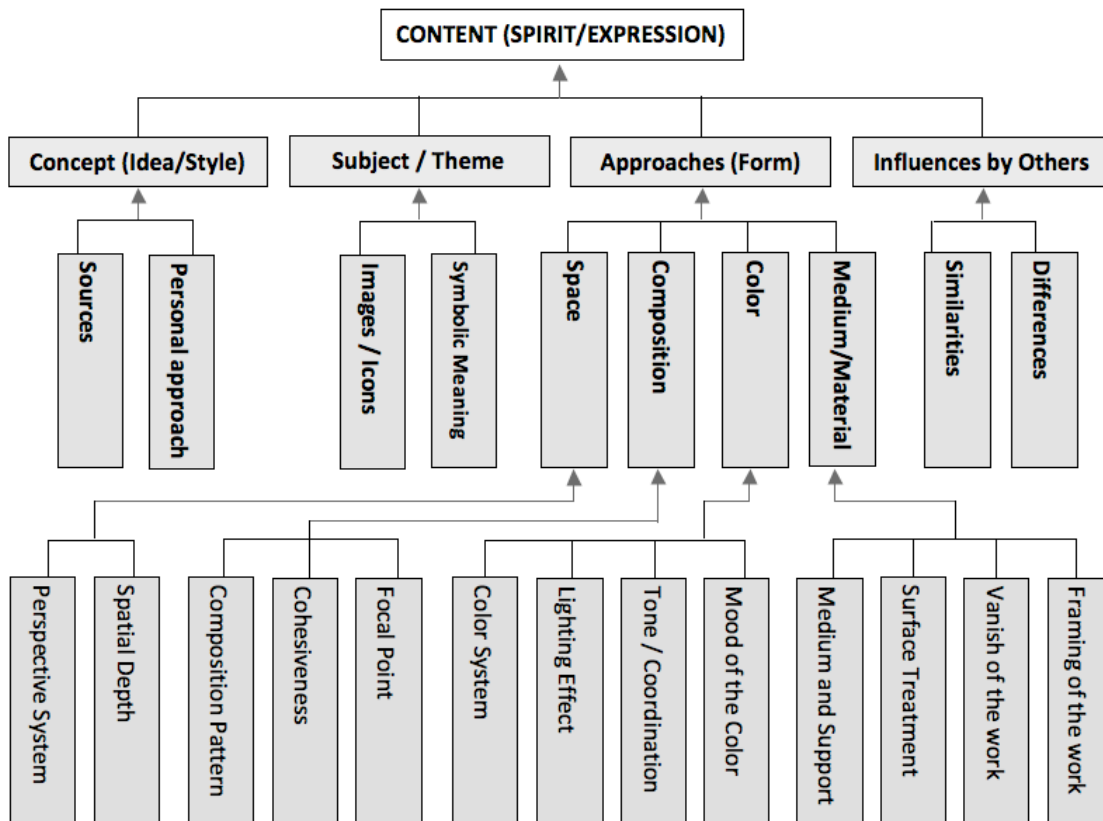 CONTENT (SPIRIT/EXPRESSION)
Concept (Idea/Style)
Subject / Theme
Approaches (Form)
Influences by Others
Sources
Personal approach
Images / Icons
Symbolic Meaning
Space
Composition
Color
Medium/Material
Similarities
Differences
Perspective System
Spatial Depth
Composition Pattern
Cohesiveness
Focal Point
Color System
Lighting Effect
Tone / Coordination
Mood of the Color
Medium and Support
Surface Treatment
Vanish of the work
Framing of the work